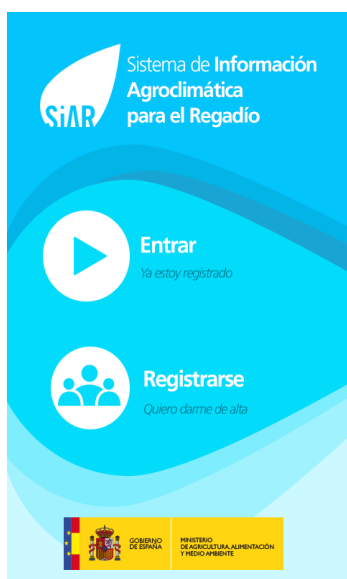 SiAR
Sistema de Información
Agroclimática
para el Regadío
Entrar
Ya estoy registrado
Registrarse
Quiero darme de alta
GOBIERNO
DE ESPAÑA
MINISTERIO
DE AGRICULTURA, ALIMENTACIÓN
Y MEDIO AMBIENTE